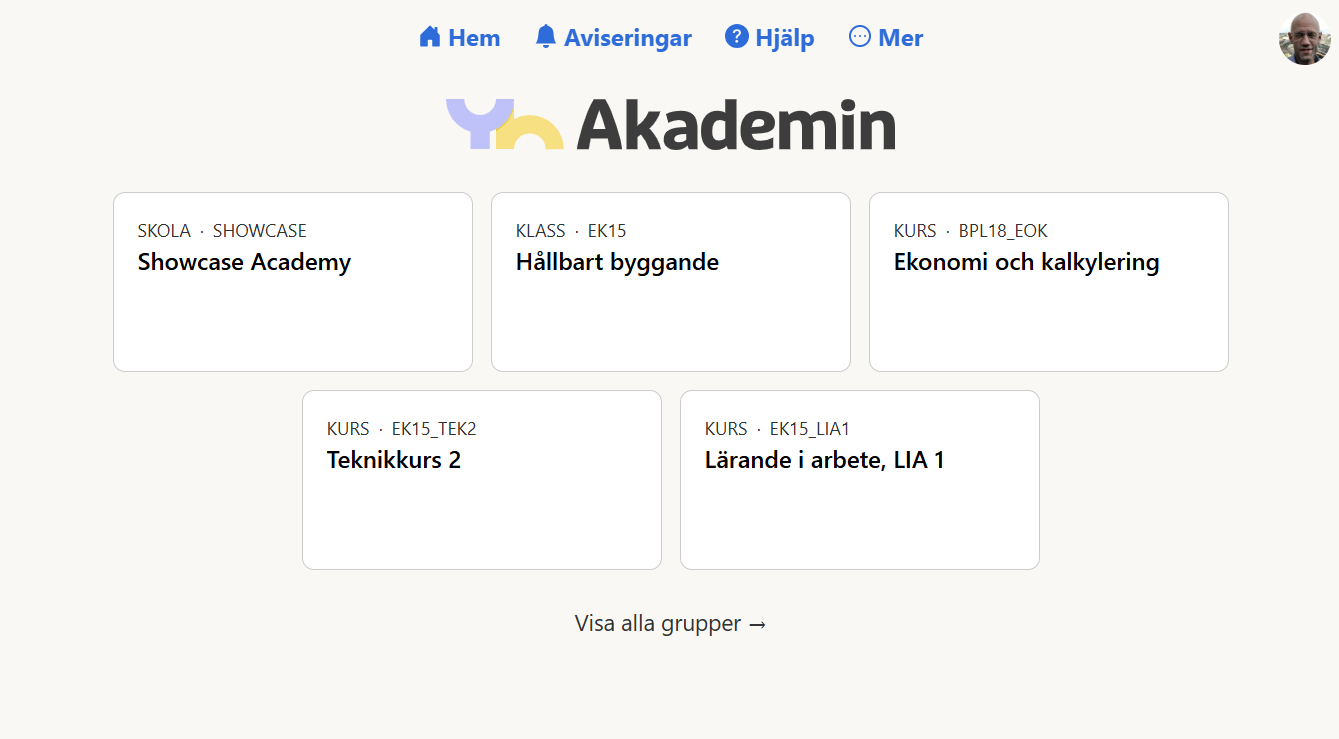 Hem Aviseringar Hjälp Mer
Yh Akademin
SKOLA · SHOWCASE
Showcase Academy
KLASS · EK15
Hållbart byggande
KURS · BPL18_EOK
Ekonomi och kalkylering
KURS · EK15_TEK2
Teknikkurs 2
KURS · EK15_LIA1
Lärande i arbete, LIA 1
Visa alla grupper →